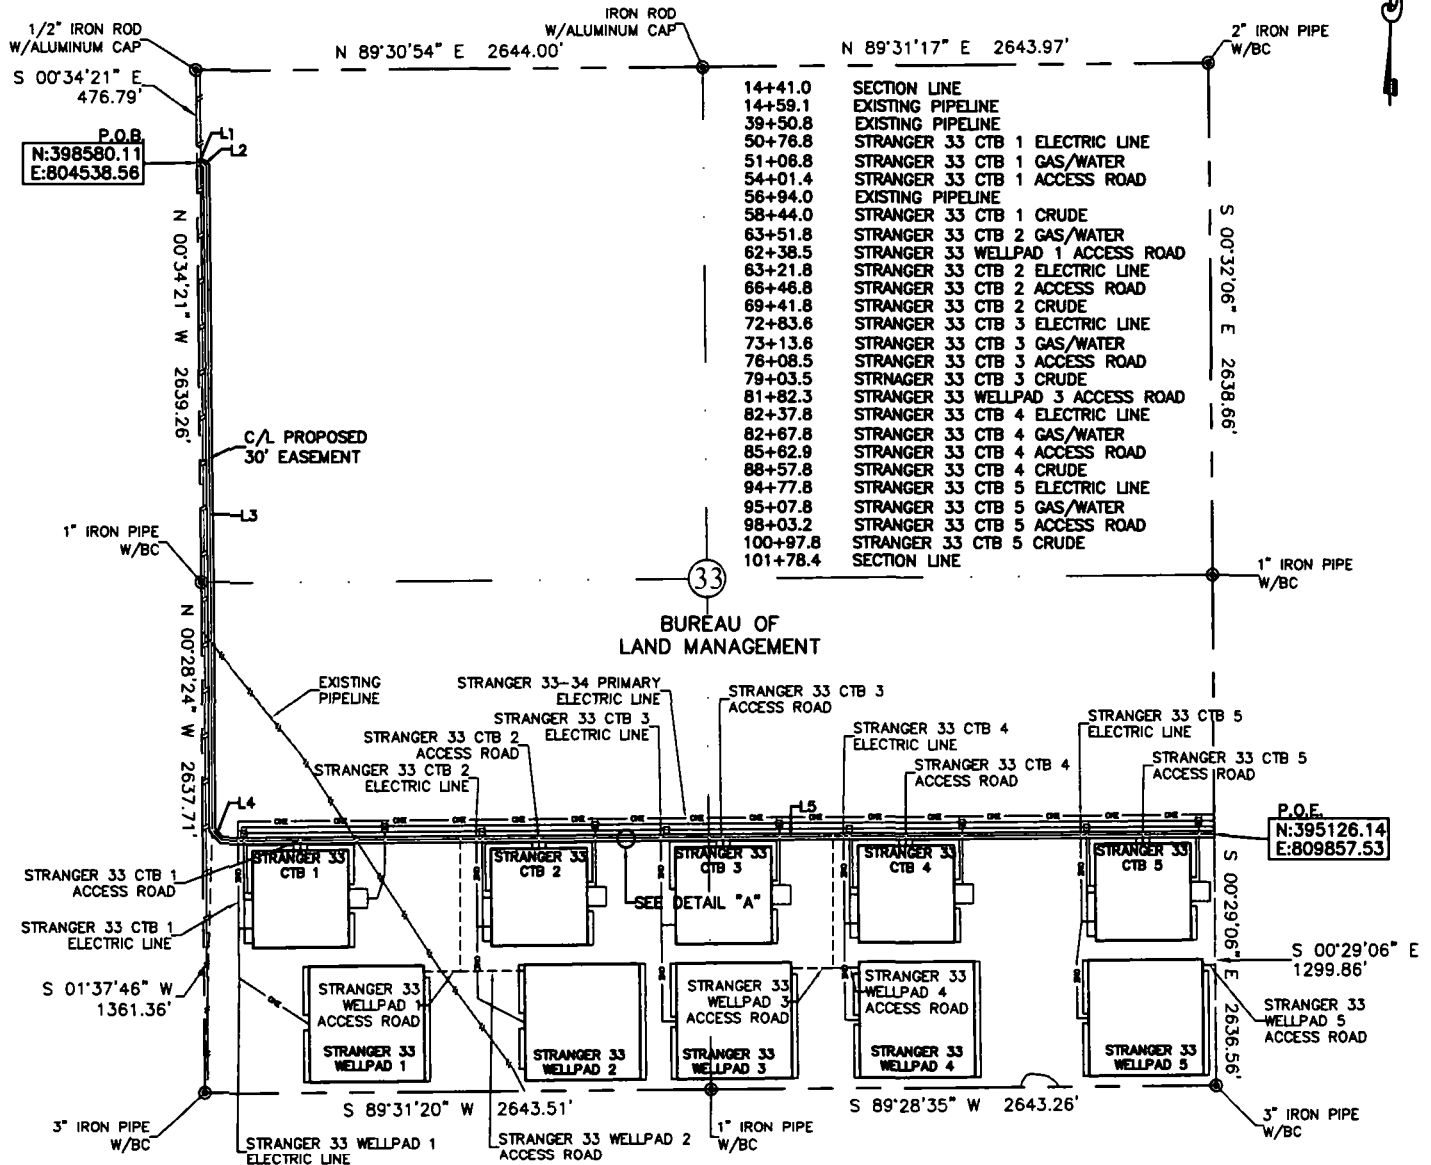 1/2" IRON ROD
W/ALUMINUM CAP
N 89°30'54" E 2644.00'
IRON ROD
W/ALUMINUM CAP
N 89°31'17" E 2643.97'
2" IRON PIPE
W/BC
S 00°34'21" E
476.79'
P.O.B.
N:398580.11
E:804538.56
L1
L2
14+41.0 SECTION LINE
14+59.1 EXISTING PIPELINE
39+50.8 EXISTING PIPELINE
50+76.8 STRANGER 33 CTB 1 ELECTRIC LINE
51+06.8 STRANGER 33 CTB 1 GAS/WATER
54+01.4 STRANGER 33 CTB 1 ACCESS ROAD
56+94.0 EXISTING PIPELINE
58+44.0 STRANGER 33 CTB 1 CRUDE
63+51.8 STRANGER 33 CTB 2 GAS/WATER
62+38.5 STRANGER 33 WELLPAD 1 ACCESS ROAD
63+21.8 STRANGER 33 CTB 2 ELECTRIC LINE
66+46.8 STRANGER 33 CTB 2 ACCESS ROAD
69+41.8 STRANGER 33 CTB 2 CRUDE
72+83.6 STRANGER 33 CTB 3 ELECTRIC LINE
73+13.6 STRANGER 33 CTB 3 GAS/WATER
76+08.5 STRANGER 33 CTB 3 ACCESS ROAD
79+03.5 STRNAGER 33 CTB 3 CRUDE
81+82.3 STRANGER 33 WELLPAD 3 ACCESS ROAD
82+37.8 STRANGER 33 CTB 4 ELECTRIC LINE
82+67.8 STRANGER 33 CTB 4 GAS/WATER
85+62.9 STRANGER 33 CTB 4 ACCESS ROAD
88+57.8 STRANGER 33 CTB 4 CRUDE
94+77.8 STRANGER 33 CTB 5 ELECTRIC LINE
95+07.8 STRANGER 33 CTB 5 GAS/WATER
98+03.2 STRANGER 33 CTB 5 ACCESS ROAD
100+97.8 STRANGER 33 CTB 5 CRUDE
101+78.4 SECTION LINE
N 00°34'21" W 2639.26'
S 00°32'06" E 2638.66'
C/L PROPOSED
30' EASEMENT
L3
1" IRON PIPE
W/BC
33
1" IRON PIPE
W/BC
BUREAU OF
LAND MANAGEMENT
N 00°28'24" W 2637.71'
EXISTING
PIPELINE
STRANGER 33-34 PRIMARY
ELECTRIC LINE
STRANGER 33 CTB 3
ACCESS ROAD
STRANGER 33 CTB 3
ELECTRIC LINE
STRANGER 33 CTB 2
ACCESS ROAD
STRANGER 33 CTB 2
ELECTRIC LINE
STRANGER 33 CTB 4
ELECTRIC LINE
STRANGER 33 CTB 4
ACCESS ROAD
STRANGER 33 CTB 5
ELECTRIC LINE
STRANGER 33 CTB 5
ACCESS ROAD
L4
L5
OHE OHE OHE OHE OHE OHE OHE OHE OHE
P.O.E.
N:395126.14
E:809857.53
STRANGER 33
CTB 1
STRANGER 33
CTB 2
STRANGER 33
CTB 3
STRANGER 33
CTB 4
STRANGER 33
CTB 5
SEE DETAIL "A"
STRANGER 33 CTB 1
ACCESS ROAD
STRANGER 33 CTB 1
ELECTRIC LINE
S 01°37'46" W
1361.36'
S 00°29'06" E 2636.56'
S 00°29'06" E
1299.86'
STRANGER 33
WELLPAD 1
ACCESS ROAD
STRANGER 33
WELLPAD 3
ACCESS ROAD
STRANGER 33
WELLPAD 4
ACCESS ROAD
STRANGER 33
WELLPAD 5
ACCESS ROAD
OHE
STRANGER 33
WELLPAD 1
STRANGER 33
WELLPAD 2
STRANGER 33
WELLPAD 3
STRANGER 33
WELLPAD 4
STRANGER 33
WELLPAD 5
S 89°31'20" W 2643.51'
S 89°28'35" W 2643.26'
3" IRON PIPE
W/BC
STRANGER 33 WELLPAD 1
ELECTRIC LINE
STRANGER 33 WELLPAD 2
ACCESS ROAD
1" IRON PIPE
W/BC
3" IRON PIPE
W/BC